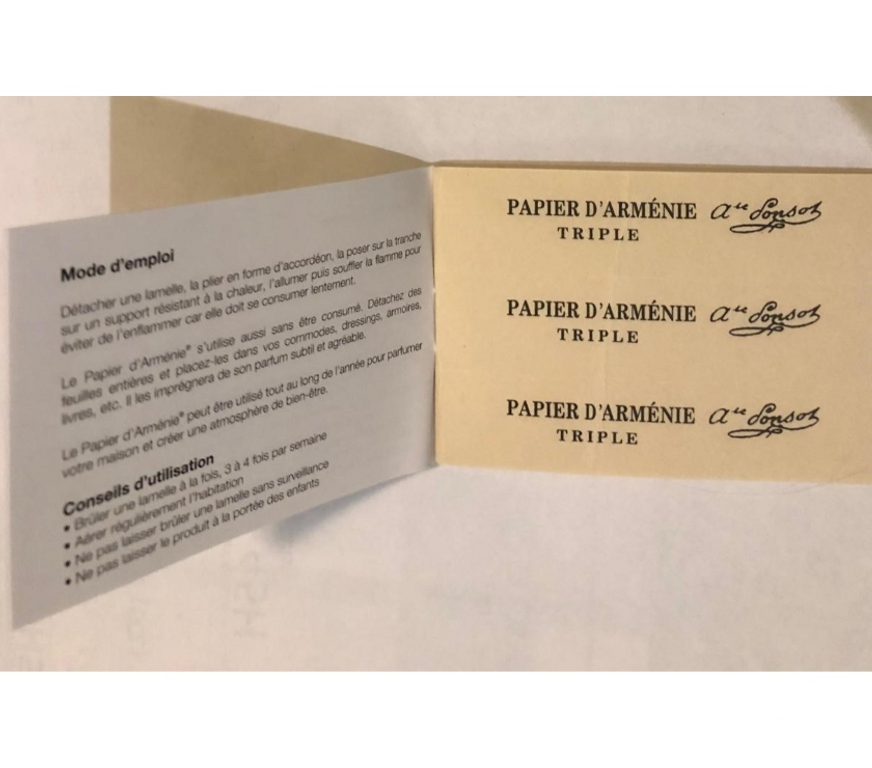 Mode d'emploi
Détacher une lamelle, la plier en forme d'accordéon, la poser sur la tranche
sur un support résistant à la chaleur, l'allumer puis souffler la flamme pour
éviter de l'enflammer car elle doit se consumer lentement.
Le Papier d'Arménie® s'utilise aussi sans être consumé. Détachez des
feuilles entières et placez-les dans vos commodes, dressings, armoires,
livres, etc. Il les imprégnera de son parfum subtil et agréable.
Le Papier d'Arménie® peut être utilisé tout au long de l'année pour parfumer
votre maison et créer une atmosphère de bien-être.
Conseils d'utilisation
• Brûler une lamelle à la fois, 3 à 4 fois par semaine
• Aérer régulièrement l'habitation
• Ne pas laisser brûler une lamelle sans surveillance
• Ne pas laisser le produit à la portée des enfants
PAPIER D'ARMÉNIE Ate Ponsot
TRIPLE
PAPIER D'ARMÉNIE Ate Ponsot
TRIPLE
PAPIER D'ARMÉNIE Ate Ponsot
TRIPLE